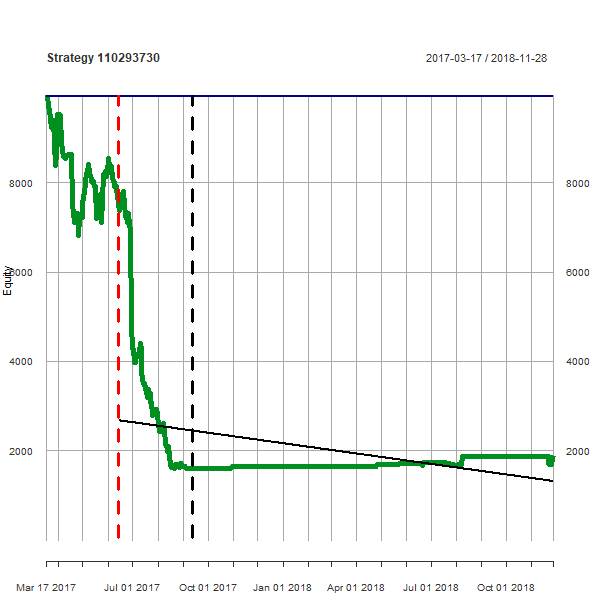 Strategy 110293730
2017-03-17 / 2018-11-28
8000
8000
6000
6000
Equity
4000
4000
2000
2000
Mar 17 2017
Jul 01 2017
Oct 01 2017
Jan 01 2018
Apr 01 2018
Jul 01 2018
Oct 01 2018